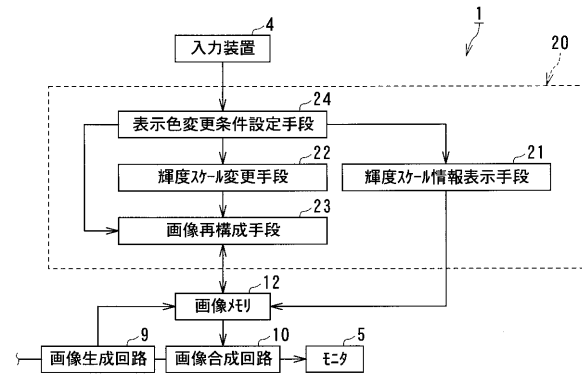 4
1
入力装置
20
24
表示色変更条件設定手段
22
21
輝度ｽｹｰﾙ変更手段
輝度ｽｹｰﾙ情報表示手段
23
画像再構成手段
12
画像ﾒﾓﾘ
9
10
5
画像生成回路
画像合成回路
ﾓﾆﾀ